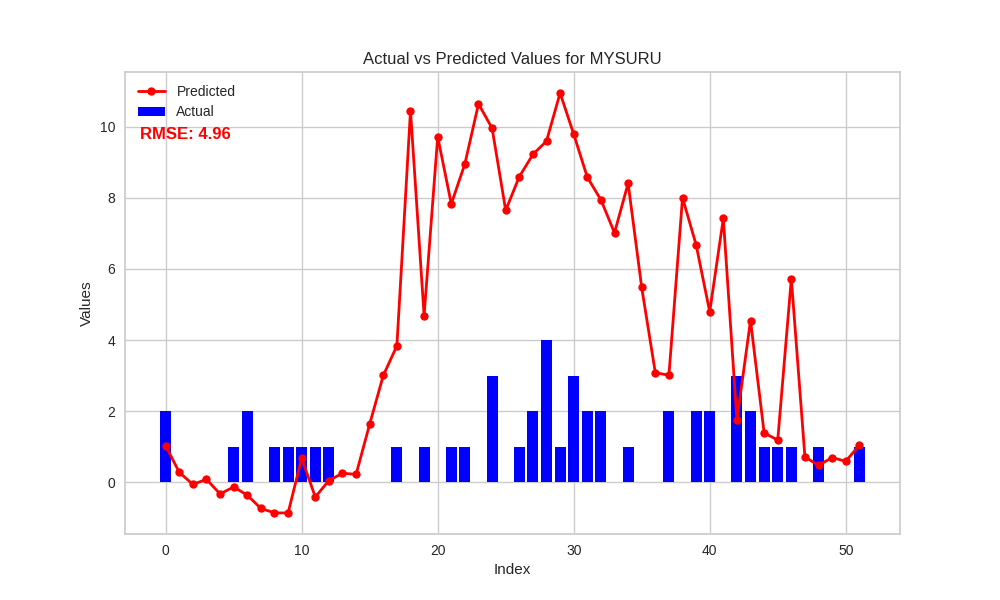 Actual vs Predicted Values for MYSURU
Predicted
Actual
RMSE: 4.96
Values
10
8
6
4
2
0
0 10 20 30 40 50
Index